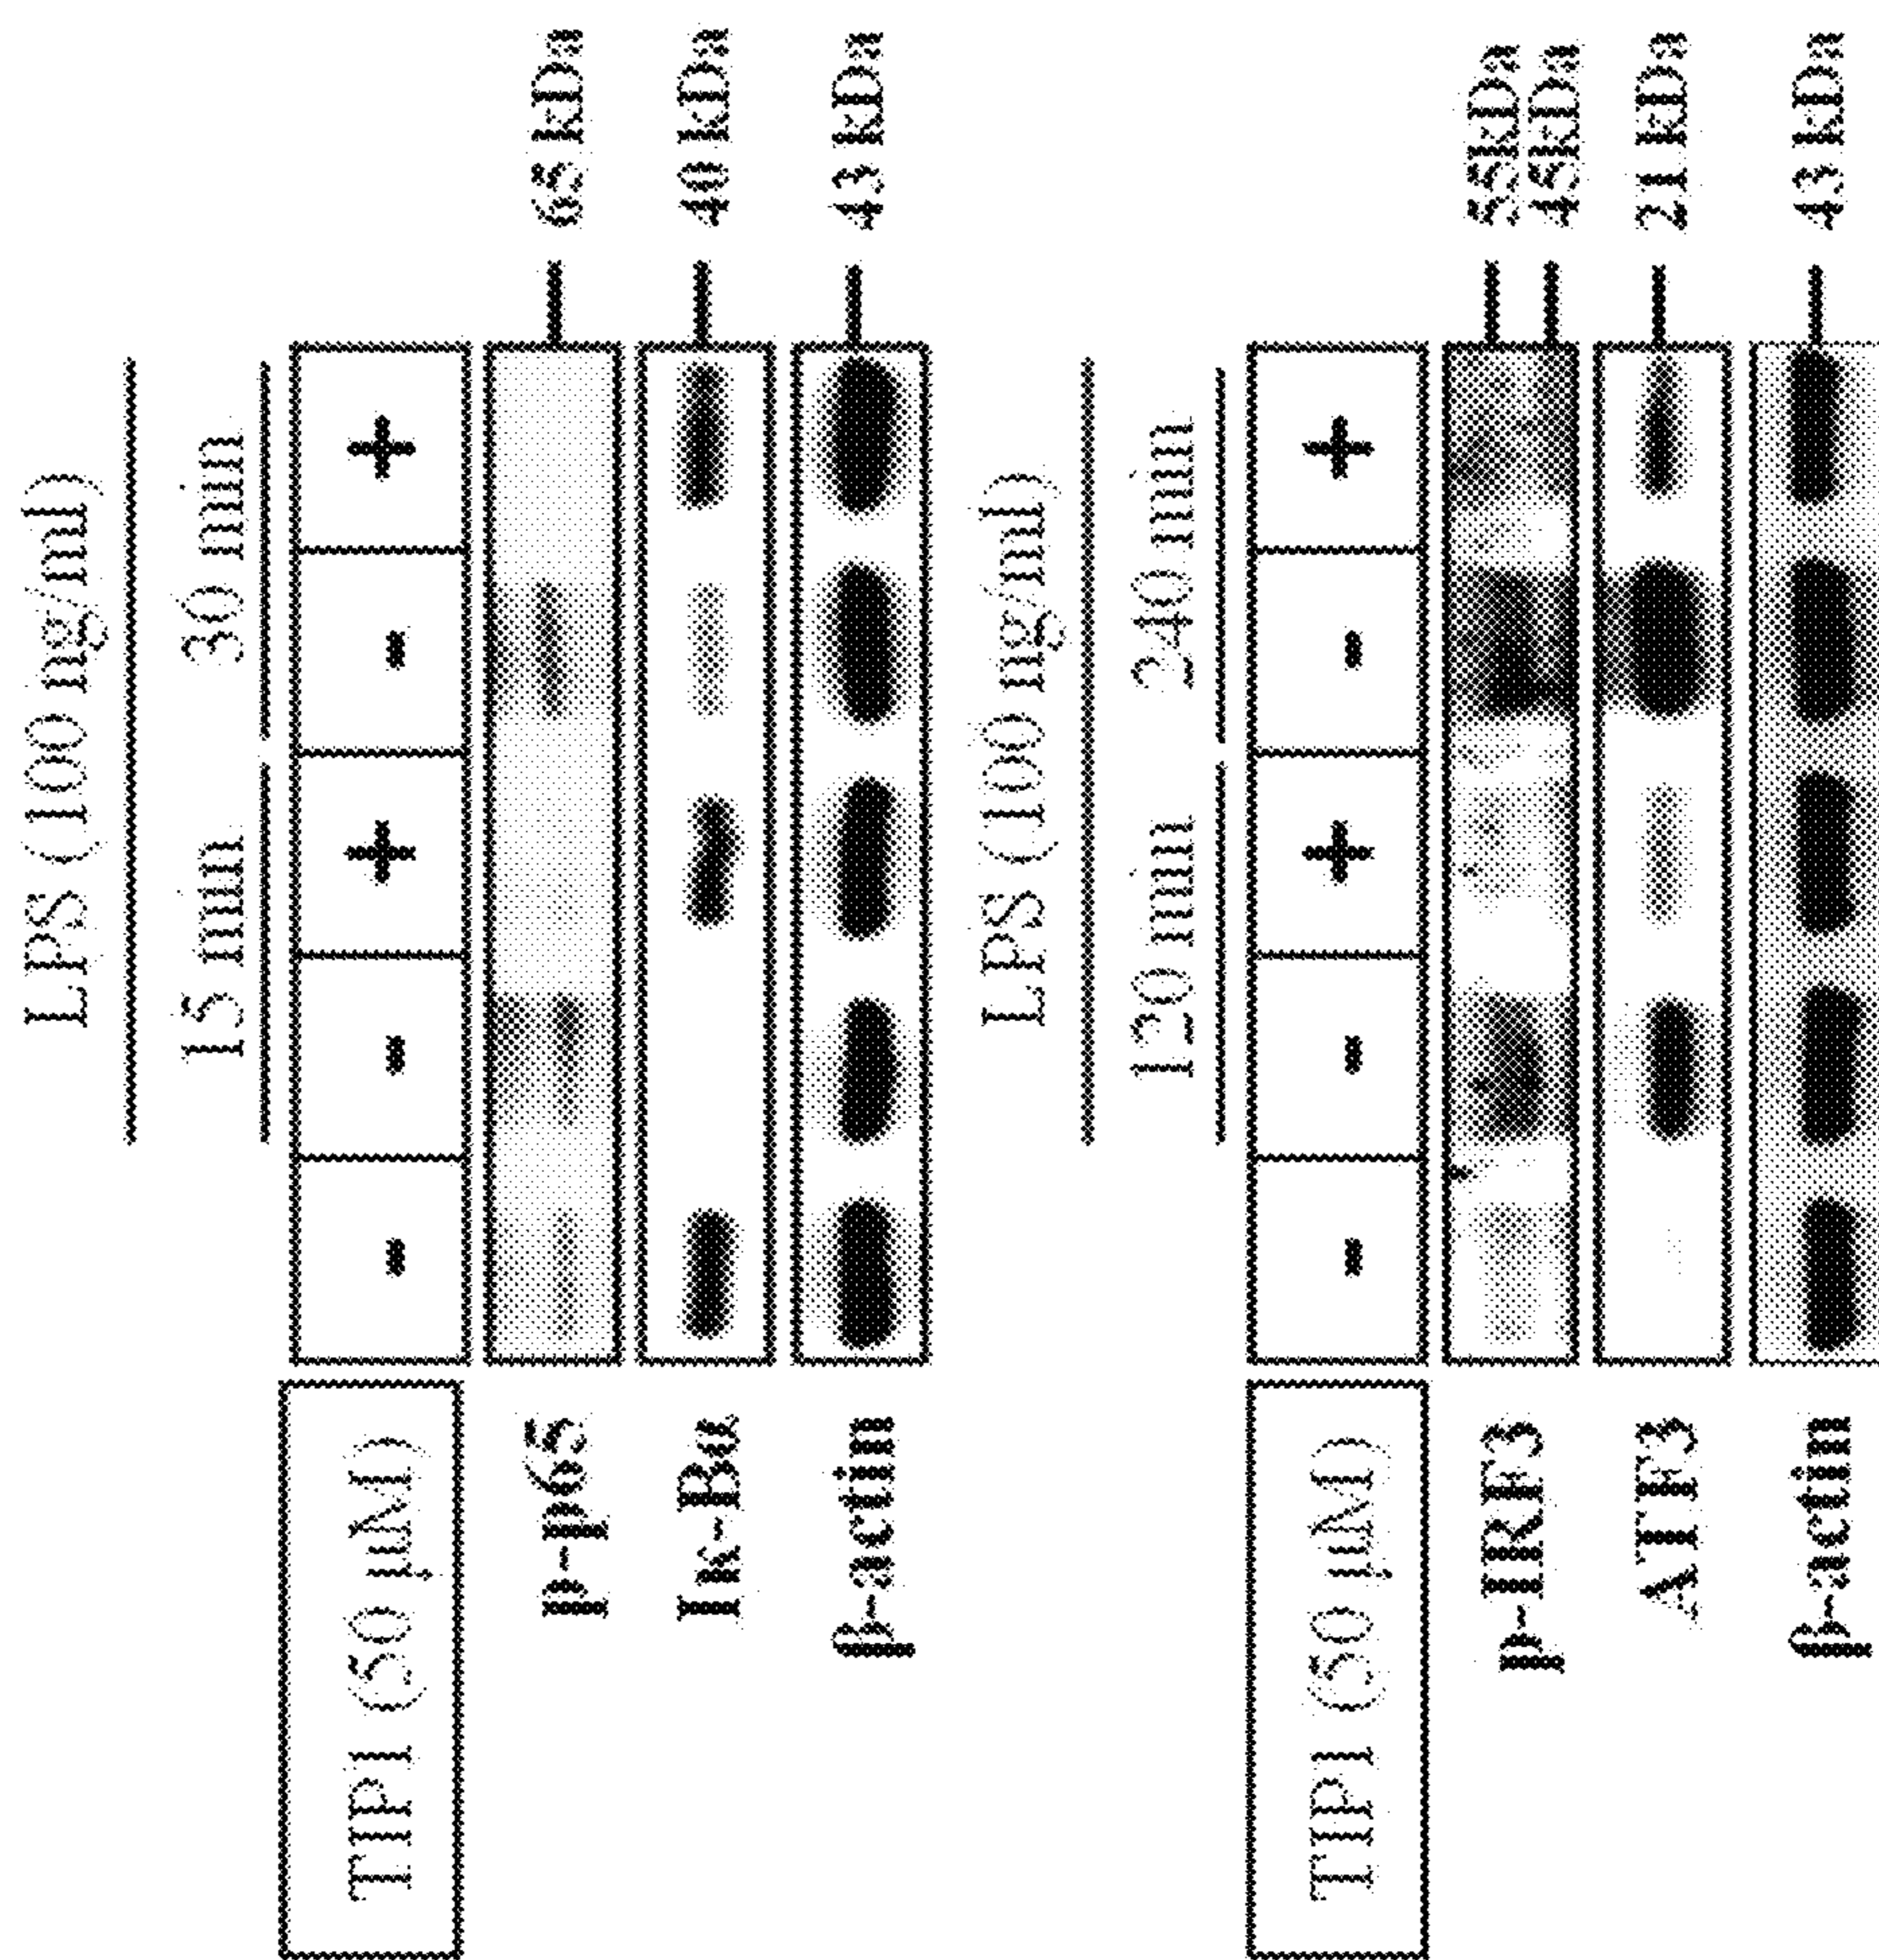 LPS (100 ng/ml)
15 min 30 min
TIP1 (50 μM) - - + - +
p-p65 65 kDa
Iκ-Bα 40 kDa
β-actin 43 kDa
LPS (100 ng/ml)
120 min 240 min
TIP1 (50 μM) - - + - +
p-IRF3 55kDa
45kDa
ATF3 21 kDa
β-actin 43 kDa